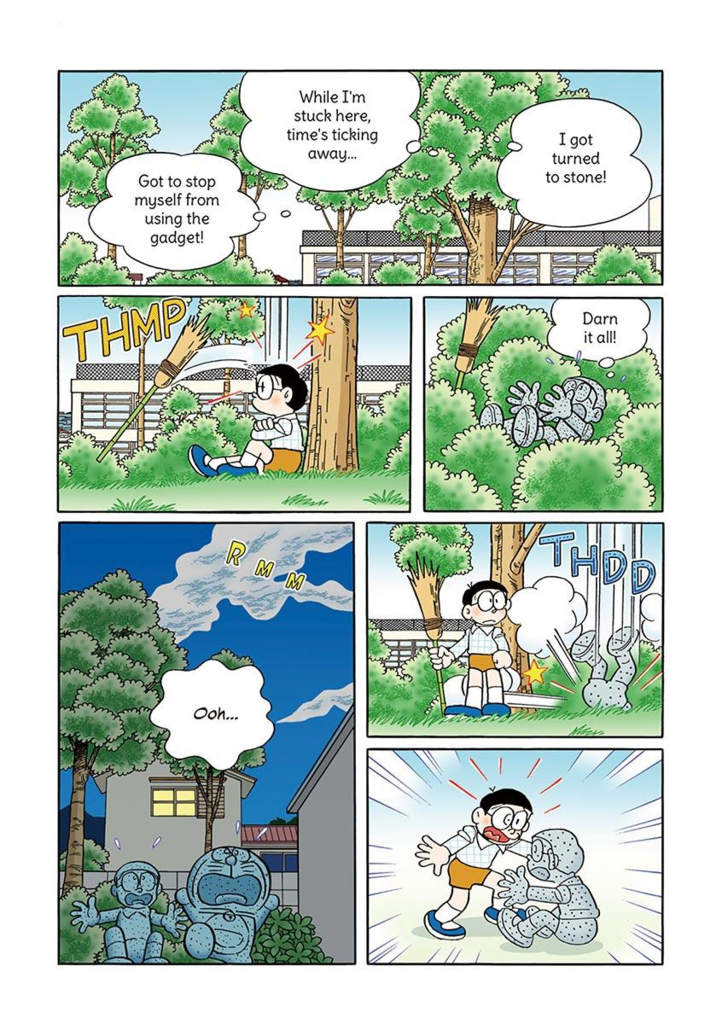 I got
turned
to stone!
While I'm
stuck here,
time's ticking
away...
Got to stop
myself from
using the
gadget!
Darn
it all!
THMP
THDD
RMM
Ooh...